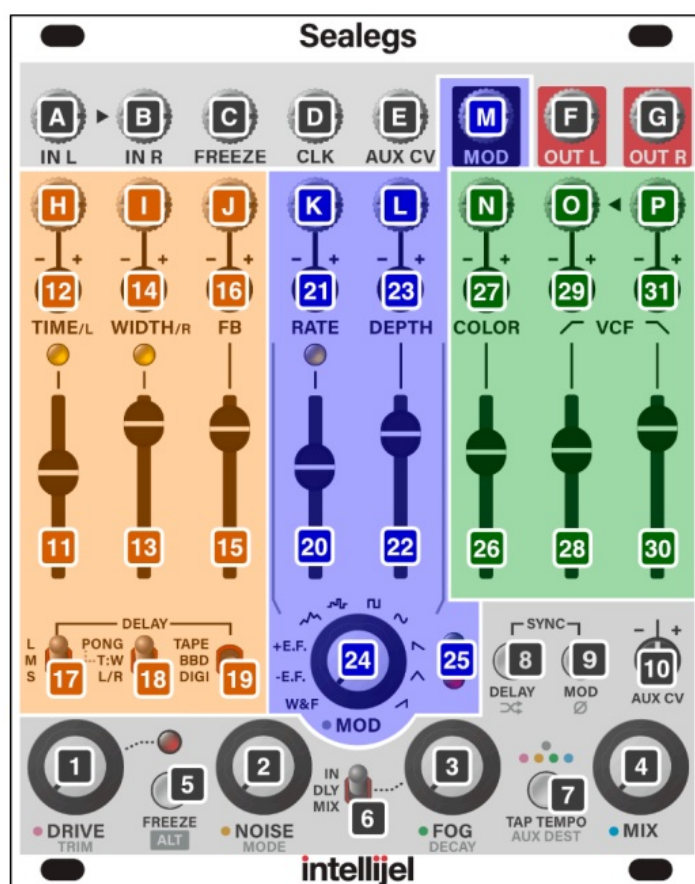 Sealegs
A B C D E M F G
IN L IN R FREEZE CLK AUX CV MOD OUT L OUT R
H I J K L N O P
- + - + - + - + - + - + - + - +
12 14 16 21 23 27 29 31
TIME/L WIDTH/R FB RATE DEPTH COLOR VCF
11 13 15 20 22 26 28 30
DELAY
L PONG TAPE
M T:W BBD
S L/R DIGI
17 18 19
+E.F.
-E.F.
W&F
24 25
MOD
SYNC
8 9
DELAY MOD
Ø
- +
10
AUX CV
1 5 2 6 3 7 4
IN
DLY
MIX
DRIVE
TRIM
FREEZE
ALT
NOISE
MODE
FOG
DECAY
TAP TEMPO
AUX DEST
MIX
intellijel